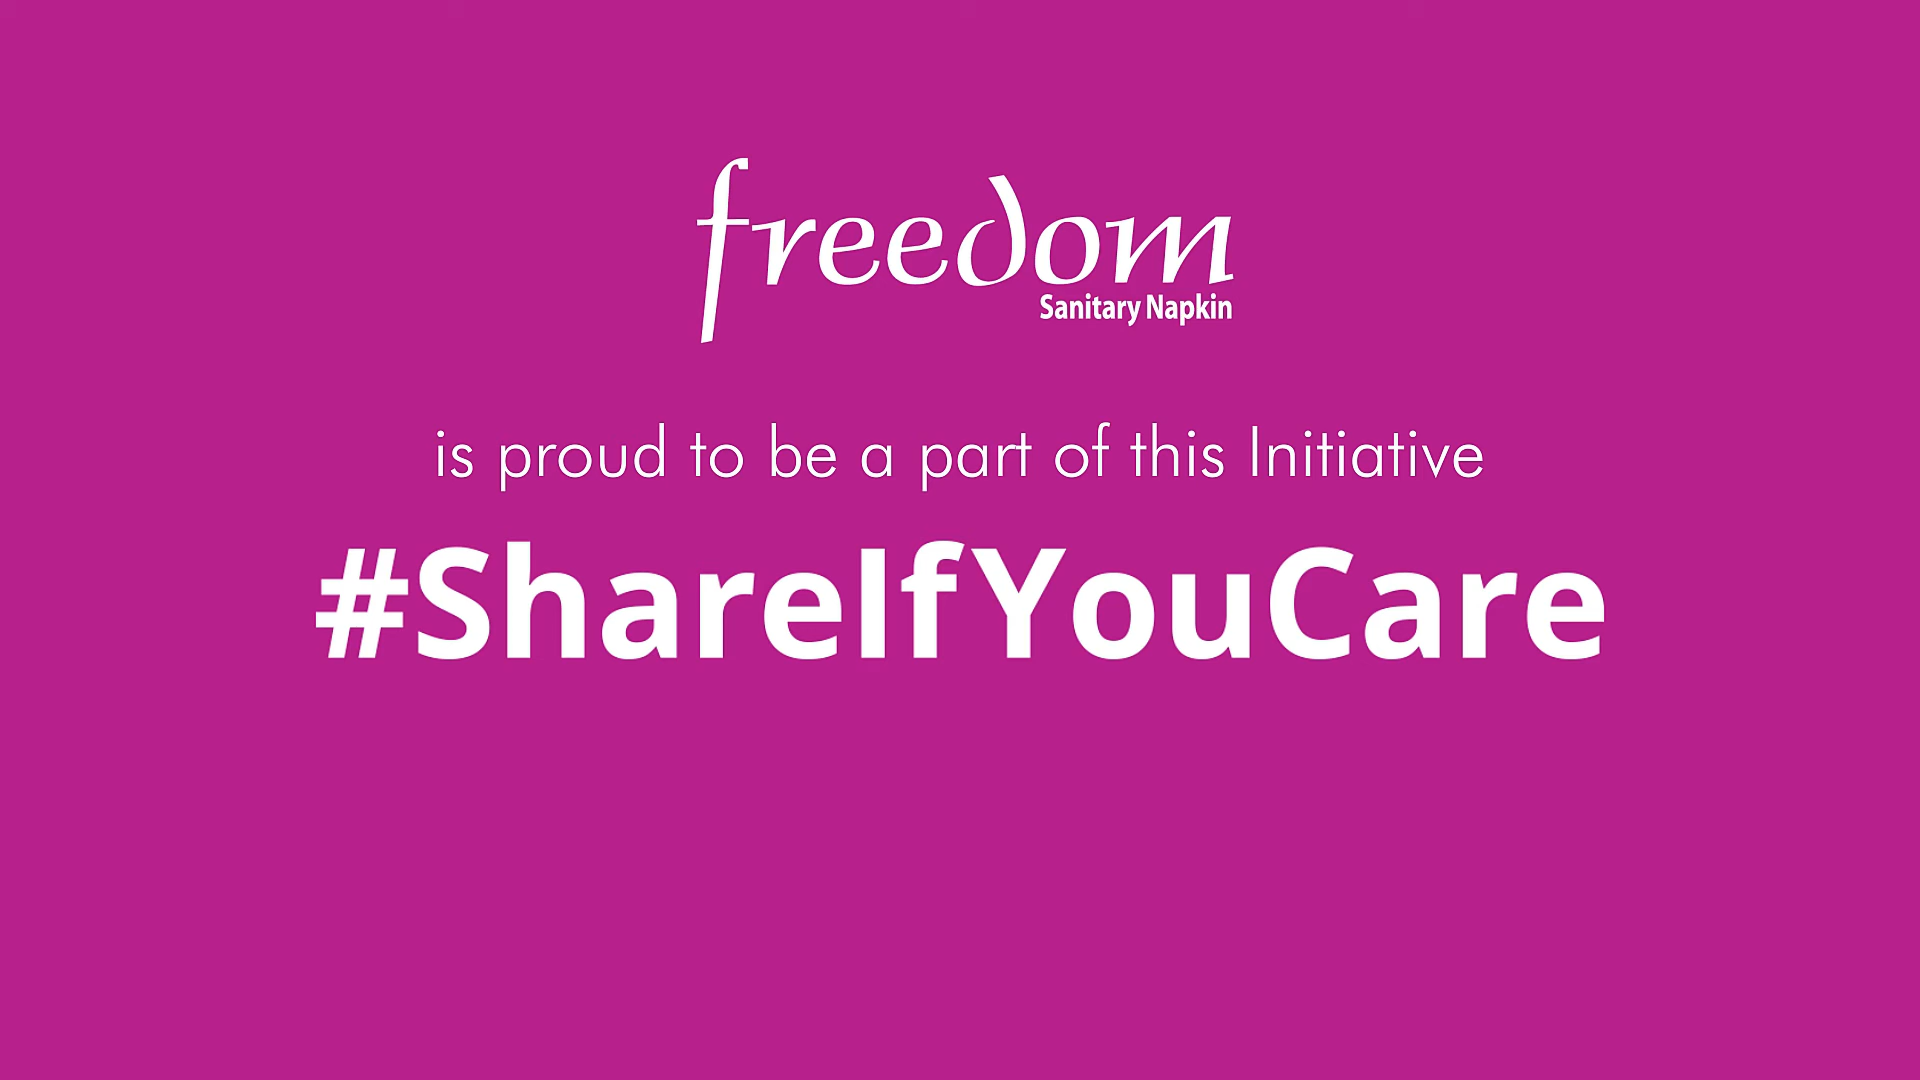 freedom
Sanitary Napkin
is proud to be a part of this Initiative
#ShareIfYouCare